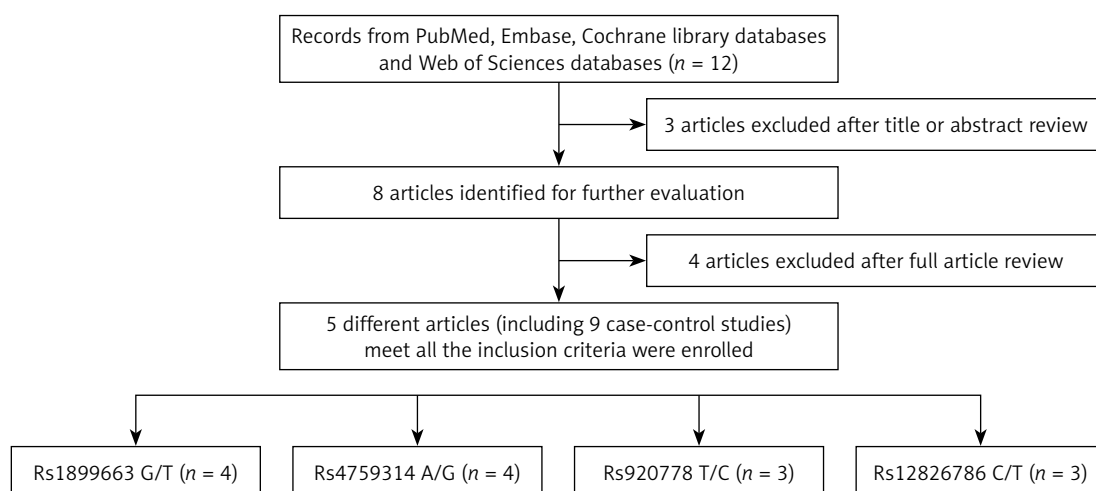 Records from PubMed, Embase, Cochrane library databases
and Web of Sciences databases (n = 12)
3 articles excluded after title or abstract review
8 articles identified for further evaluation
4 articles excluded after full article review
5 different articles (including 9 case-control studies)
meet all the inclusion criteria were enrolled
Rs1899663 G/T (n = 4)
Rs4759314 A/G (n = 4)
Rs920778 T/C (n = 3)
Rs12826786 C/T (n = 3)